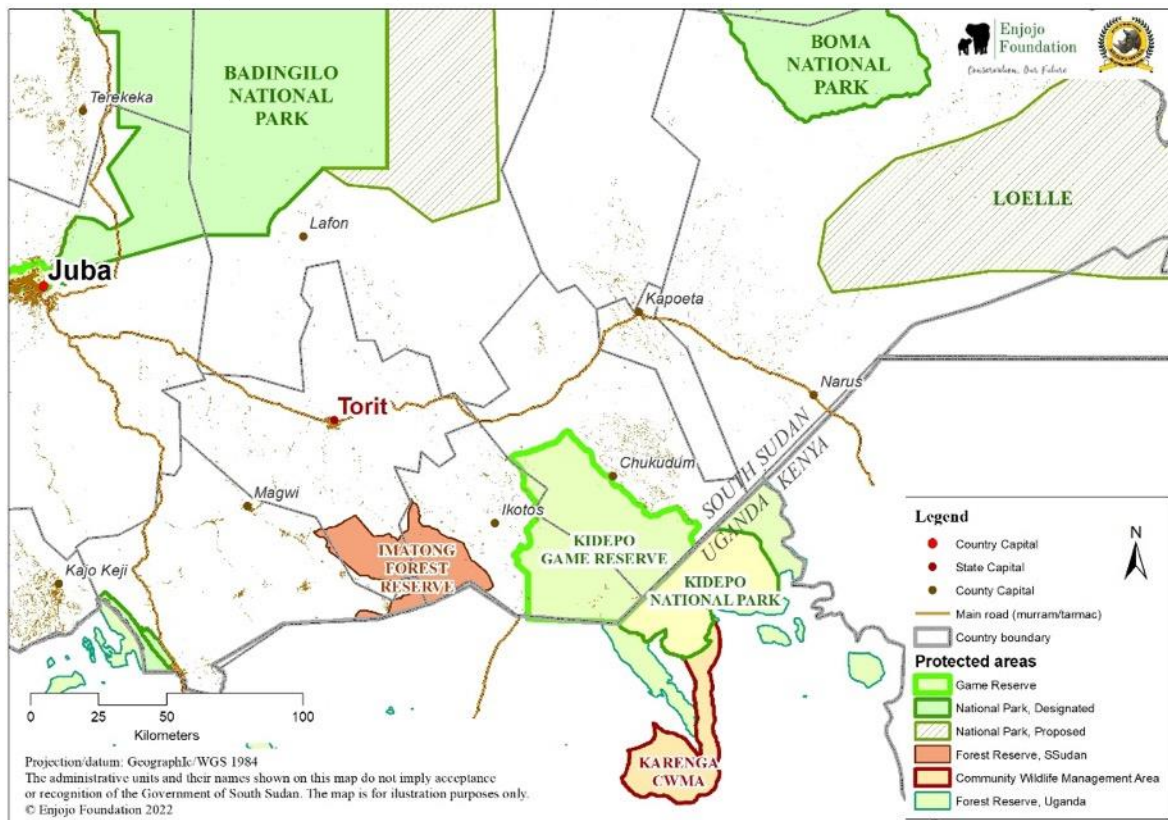 Enjojo
Foundation
Conservation, Our Future
BADINGILO
NATIONAL
PARK
BOMA
NATIONAL
PARK
Terekeka
LOELLE
Lafon
Juba
Kapoeta
Narus
Torit
SOUTH SUDAN
UGANDA
KENYA
Chukudum
Magwi
Ikotos
IMATONG
FOREST
RESERVE
KIDEPO
GAME RESERVE
KIDEPO
NATIONAL PARK
Kajo Keji
KARENGA
CWMA
0 25 50 100
Kilometers
Projection/datum: GeographIc/WGS 1984
The administrative units and their names shown on this map do not imply acceptance
or recognition of the Government of South Sudan. The map is for ilustration purposes only.
© Enjojo Foundation 2022
Legend
N
Country Capital
State Capital
County Capital
Main road (murram/tarmac)
Country boundary
Protected areas
Game Reserve
National Park, Designated
National Park, Proposed
Forest Reserve, SSudan
Community Wildlife Management Area
Forest Reserve, Uganda